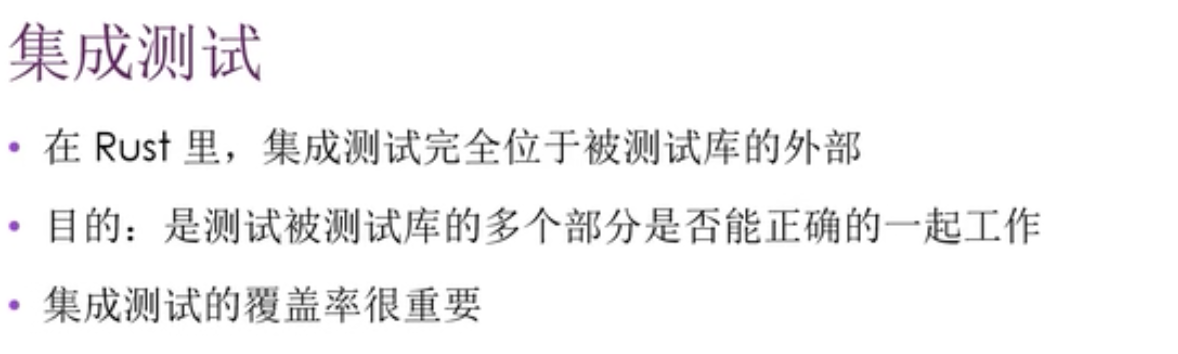 集成测试
• 在 Rust 里，集成测试完全位于被测试库的外部
• 目的：是测试被测试库的多个部分是否能正确的一起工作
• 集成测试的覆盖率很重要